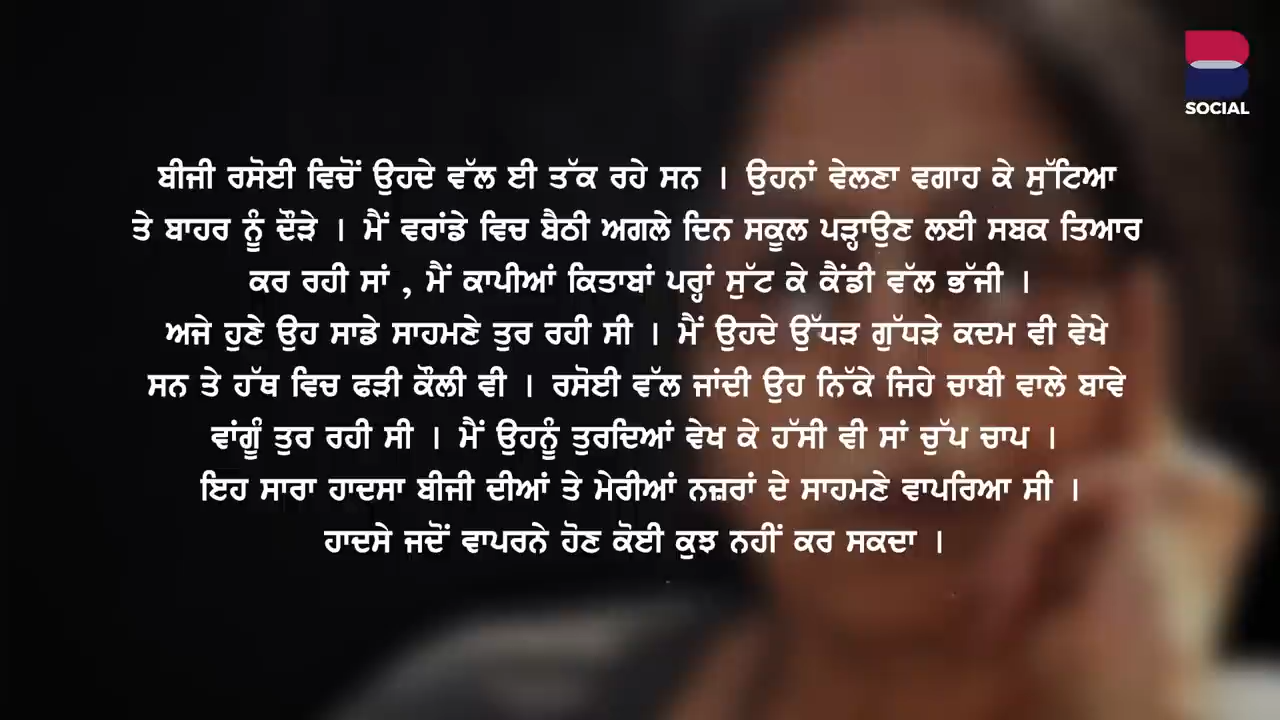 SOCIAL
ਬੀਜੀ ਰਸੋਈ ਵਿਚੋਂ ਉਹਦੇ ਵੱਲ ਈ ਤੱਕ ਰਹੇ ਸਨ । ਉਹਨਾਂ ਵੇਲਣਾ ਵਗਾਹ ਕੇ ਸੁੱਟਿਆ
ਤੇ ਬਾਹਰ ਨੂੰ ਦੌੜੇ । ਮੈਂ ਵਰਾਂਡੇ ਵਿਚ ਬੈਠੀ ਅਗਲੇ ਦਿਨ ਸਕੂਲ ਪੜ੍ਹਾਉਣ ਲਈ ਸਬਕ ਤਿਆਰ
ਕਰ ਰਹੀ ਸਾਂ , ਮੈਂ ਕਾਪੀਆਂ ਕਿਤਾਬਾਂ ਪਰ੍ਹਾਂ ਸੁੱਟ ਕੇ ਕੈਂਡੀ ਵੱਲ ਭੱਜੀ ।
ਅਜੇ ਹੁਣੇ ਉਹ ਸਾਡੇ ਸਾਹਮਣੇ ਤੁਰ ਰਹੀ ਸੀ । ਮੈਂ ਉਹਦੇ ਉੱਧੜ ਗੁੱਧੜੇ ਕਦਮ ਵੀ ਵੇਖੇ
ਸਨ ਤੇ ਹੱਥ ਵਿਚ ਫੜੀ ਕੌਲੀ ਵੀ । ਰਸੋਈ ਵੱਲ ਜਾਂਦੀ ਉਹ ਨਿੱਕੇ ਜਿਹੇ ਚਾਬੀ ਵਾਲੇ ਬਾਵੇ
ਵਾਂਗੂੰ ਤੁਰ ਰਹੀ ਸੀ । ਮੈਂ ਉਹਨੂੰ ਤੁਰਦਿਆਂ ਵੇਖ ਕੇ ਹੱਸੀ ਵੀ ਸਾਂ ਚੁੱਪ ਚਾਪ ।
ਇਹ ਸਾਰਾ ਹਾਦਸਾ ਬੀਜੀ ਦੀਆਂ ਤੇ ਮੇਰੀਆਂ ਨਜ਼ਰਾਂ ਦੇ ਸਾਹਮਣੇ ਵਾਪਰਿਆ ਸੀ ।
ਹਾਦਸੇ ਜਦੋਂ ਵਾਪਰਨੇ ਹੋਣ ਕੋਈ ਕੁਝ ਨਹੀਂ ਕਰ ਸਕਦਾ ।